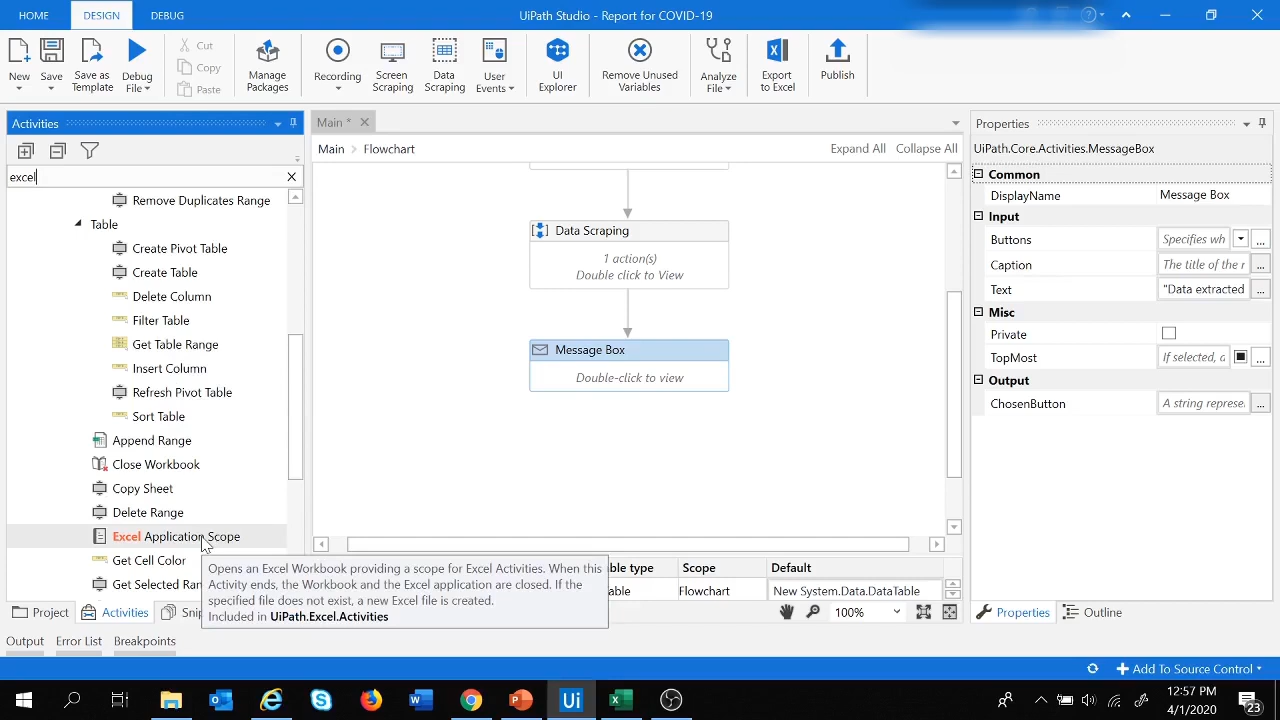 HOME DESIGN DEBUG UiPath Studio - Report for COVID-19
New Save Save as Template Debug File Cut Copy Paste Manage Packages Recording Screen Scraping Data Scraping User Events UI Explorer Remove Unused Variables Analyze File Export to Excel Publish
Activities
excel
Remove Duplicates Range
Table
Create Pivot Table
Create Table
Delete Column
Filter Table
Get Table Range
Insert Column
Refresh Pivot Table
Sort Table
Append Range
Close Workbook
Copy Sheet
Delete Range
Excel Application Scope
Get Cell Color
Get Selected Ran
Opens an Excel Workbook providing a scope for Excel Activities. When this
Activity ends, the Workbook and the Excel application are closed. If the
specified file does not exist, a new Excel file is created.
Included in UiPath.Excel.Activities
Project Activities Snip
Main *
Main > Flowchart Expand All Collapse All
Data Scraping
1 action(s)
Double click to View
Message Box
Double-click to view
Scope Default
Flowchart New System.Data.DataTable
100%
Properties
UiPath.Core.Activities.MessageBox
Common
DisplayName Message Box
Input
Buttons Specifies wh ...
Caption The title of the r ...
Text "Data extracted ...
Misc
Private
TopMost If selected, a ...
Output
ChosenButton A string represe. ...
Properties Outline
Output Error List Breakpoints
Add To Source Control
Ui
12:57 PM
4/1/2020
23